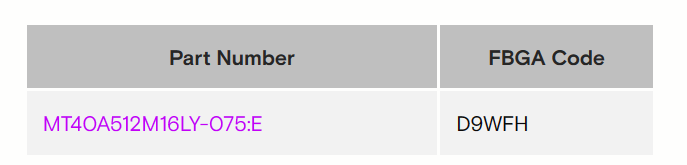 Part Number FBGA Code
MT40A512M16LY-075:E D9WFH